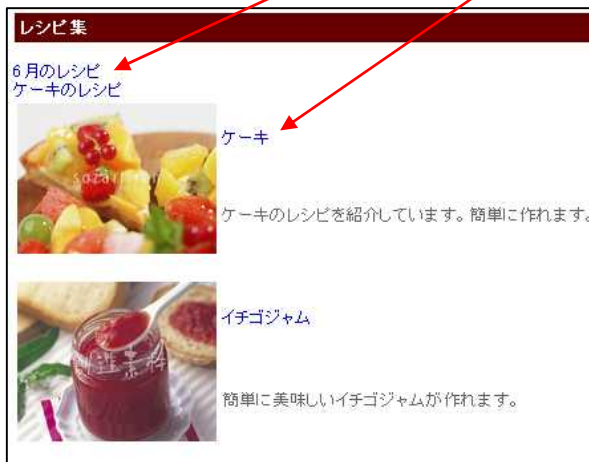 レシピ集
6月のレシピ
ケーキのレシピ
ケーキ
ケーキのレシピを紹介しています。簡単に作れます。
イチゴジャム
簡単に美味しいイチゴジャムが作れます。